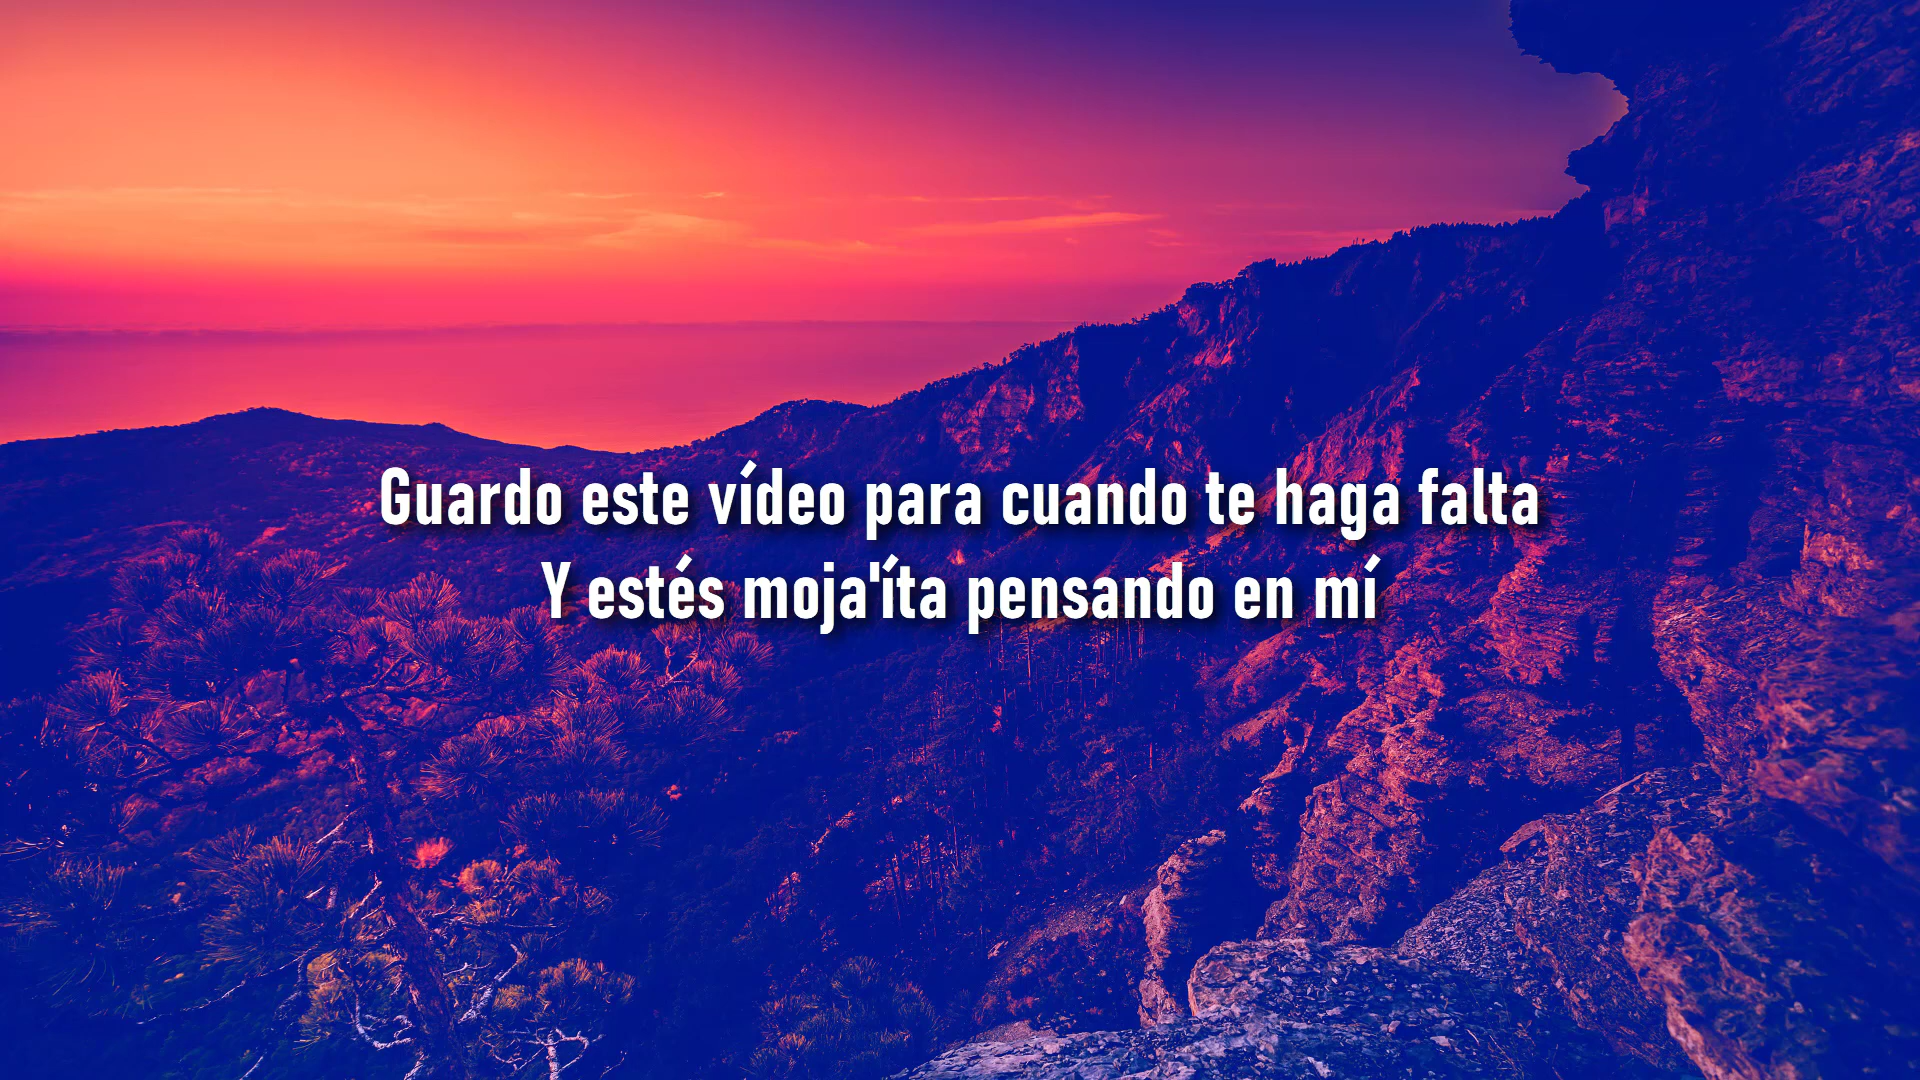 Guardo este vídeo para cuando te haga falta
Y estés moja'íta pensando en mí